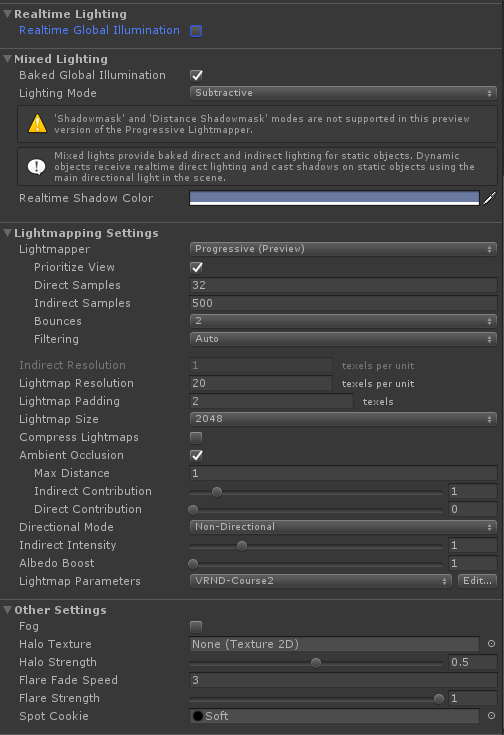 Realtime Lighting
Realtime Global Illumination
Mixed Lighting
Baked Global Illumination
Lighting Mode Subtractive
'Shadowmask' and 'Distance Shadowmask' modes are not supported in this preview
version of the Progressive Lightmapper.
Mixed lights provide baked direct and indirect lighting for static objects. Dynamic
objects receive realtime direct lighting and cast shadows on static objects using the
main directional light in the scene.
Realtime Shadow Color
Lightmapping Settings
Lightmapper Progressive (Preview)
Prioritize View
Direct Samples 32
Indirect Samples 500
Bounces 2
Filtering Auto
Indirect Resolution 1 texels per unit
Lightmap Resolution 20 texels per unit
Lightmap Padding 2 texels
Lightmap Size 2048
Compress Lightmaps
Ambient Occlusion
Max Distance 1
Indirect Contribution 1
Direct Contribution 0
Directional Mode Non-Directional
Indirect Intensity 1
Albedo Boost 1
Lightmap Parameters VRND-Course2 Edit...
Other Settings
Fog
Halo Texture None (Texture 2D)
Halo Strength 0.5
Flare Fade Speed 3
Flare Strength 1
Spot Cookie Soft